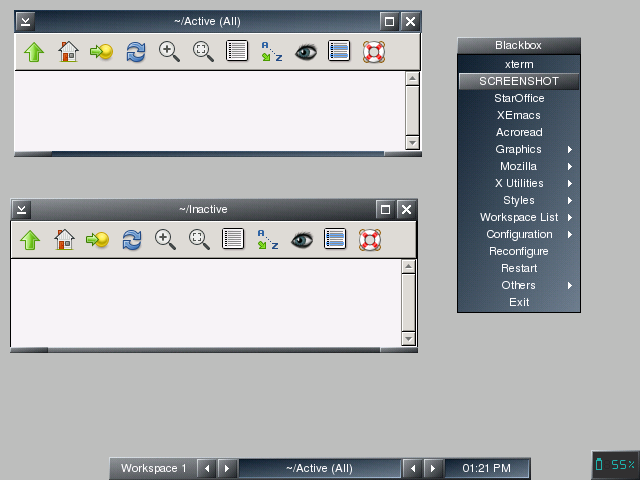 ~/Active (All)
A
Z
~/Inactive
A
Z
Blackbox
xterm
SCREENSHOT
StarOffice
XEmacs
Acroread
Graphics
Mozilla
X Utilities
Styles
Workspace List
Configuration
Reconfigure
Restart
Others
Exit
Workspace 1
~/Active (All)
01:21 PM
55%